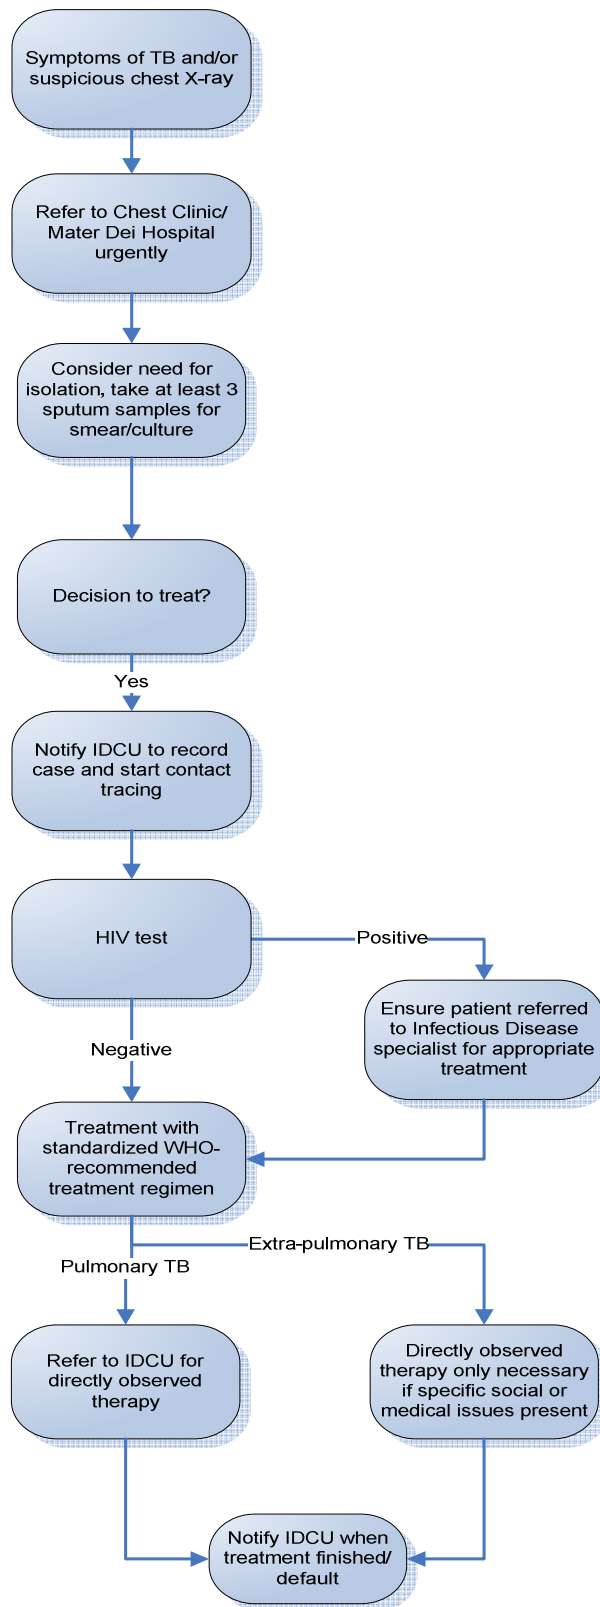 Symptoms of TB and/or
suspicious chest X-ray
Refer to Chest Clinic/
Mater Dei Hospital
urgently
Consider need for
isolation, take at least 3
sputum samples for
smear/culture
Decision to treat?
Yes
Notify IDCU to record
case and start contact
tracing
HIV test
Positive
Ensure patient referred
to Infectious Disease
specialist for appropriate
treatment
Negative
Treatment with
standardized WHO-
recommended
treatment regimen
Extra-pulmonary TB
Pulmonary TB
Refer to IDCU for
directly observed
therapy
Directly observed
therapy only necessary
if specific social or
medical issues present
Notify IDCU when
treatment finished/
default